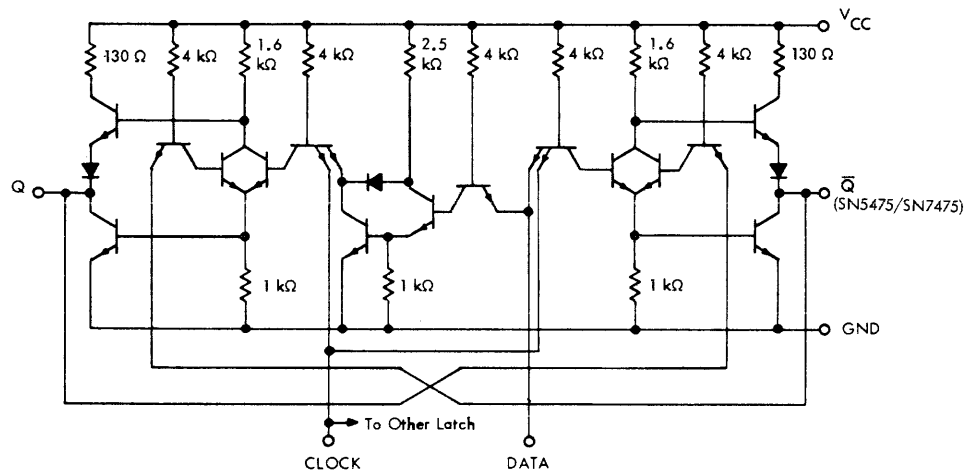 VCC
130 Ω
4 kΩ
1.6
kΩ
4 kΩ
2.5
kΩ
4 kΩ
4 kΩ
1.6
kΩ
4 kΩ
130 Ω
Q
Q̅
(SN5475/SN7475)
1 kΩ
1 kΩ
1 kΩ
GND
To Other Latch
CLOCK
DATA